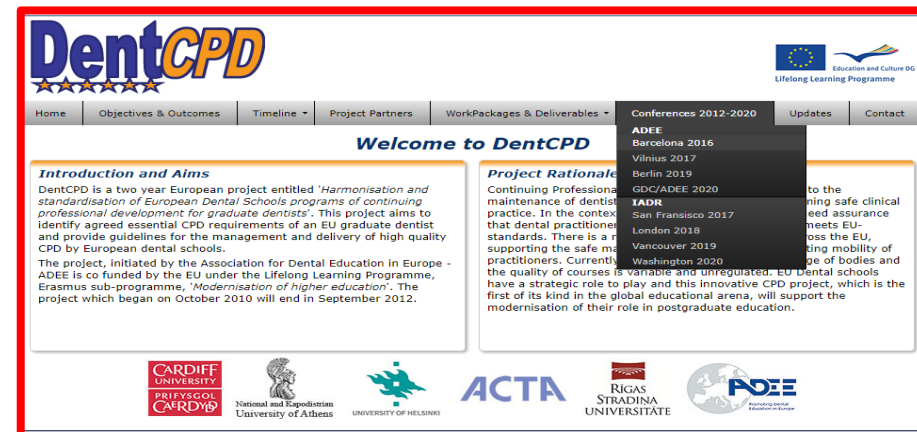 DentCPD
Education and Culture DG
Lifelong Learning Programme
Home
Objectives & Outcomes
Timeline
Project Partners
WorkPackages & Deliverables
Conferences 2012-2020
Updates
Contact
ADEE
Barcelona 2016
Vilnius 2017
Berlin 2019
GDC/ADEE 2020
IADR
San Fransisco 2017
London 2018
Vancouver 2019
Washington 2020
Welcome to DentCPD
Introduction and Aims
DentCPD is a two year European project entitled 'Harmonisation and
standardisation of European Dental Schools programs of continuing
professional development for graduate dentists'. This project aims to
identify agreed essential CPD requirements of an EU graduate dentist
and provide guidelines for the management and delivery of high quality
CPD by European dental schools.
The project, initiated by the Association for Dental Education in Europe -
ADEE is co funded by the EU under the Lifelong Learning Programme,
Erasmus sub-programme, 'Modernisation of higher education'. The
project which began on October 2010 will end in September 2012.
Project Rationale
Continuing Professiona to the
maintenance of dentist ning safe clinical
practice. In the contex eed assurance
that dental practitioner meets EU-
standards. There is a n ross the EU,
supporting the safe ma ting mobility of
practitioners. Currently ge of bodies and
the quality of courses is variable and unregulated. EU Dental schools
have a strategic role to play and this innovative CPD project, which is the
first of its kind in the global educational arena, will support the
modernisation of their role in postgraduate education.
CARDIFF
UNIVERSITY
PRIFYSGOL
CAERDYDD
National and Kapodistrian
University of Athens
UNIVERSITY OF HELSINKI
ACTA
RĪGAS
STRADIŅA
UNIVERSITĀTE
ADEE
Promoting Dental
Education in Europe